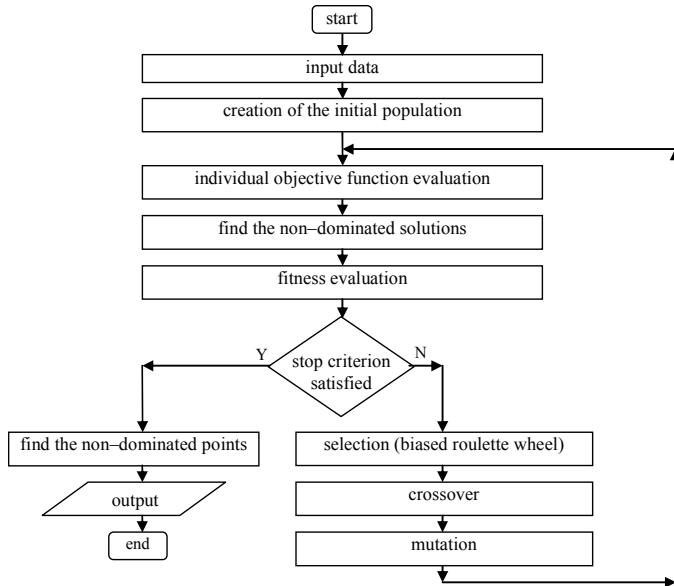 start
input data
creation of the initial population
individual objective function evaluation
find the non–dominated solutions
fitness evaluation
Y
N
stop criterion
satisfied
find the non–dominated points
selection (biased roulette wheel)
output
crossover
end
mutation